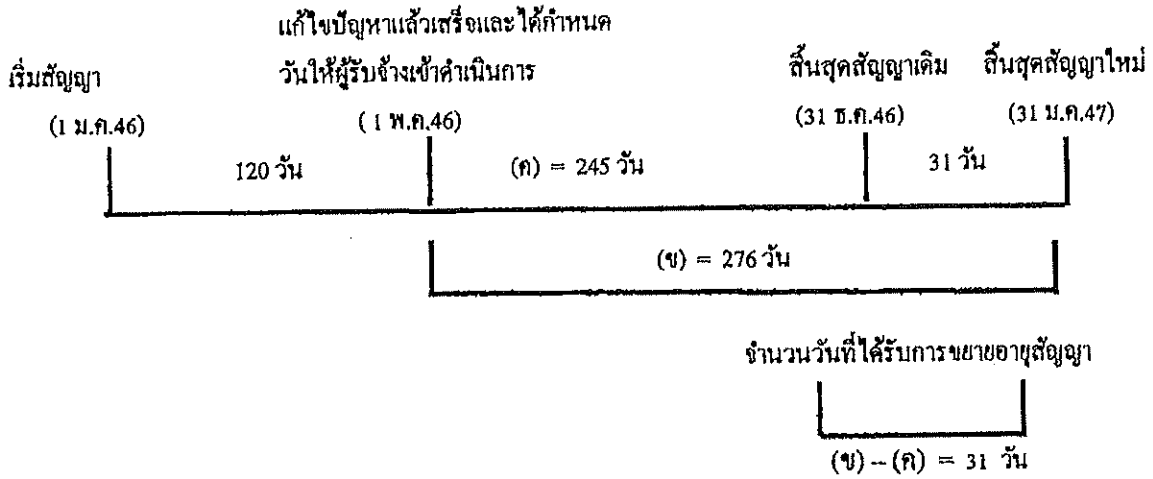 แก้ไขปัญหาแล้วเสร็จและได้กำหนด
วันให้ผู้รับจ้างเข้าดำเนินการ
เริ่มสัญญา
สิ้นสุดสัญญาเดิม
สิ้นสุดสัญญาใหม่
(1 ม.ค.46)
( 1 พ.ค.46)
(31 ธ.ค.46)
(31 ม.ค.47)
120 วัน
(ค) = 245 วัน
31 วัน
(ข) = 276 วัน
จำนวนวันที่ได้รับการขยายอายุสัญญา
(ข) – (ค) = 31 วัน